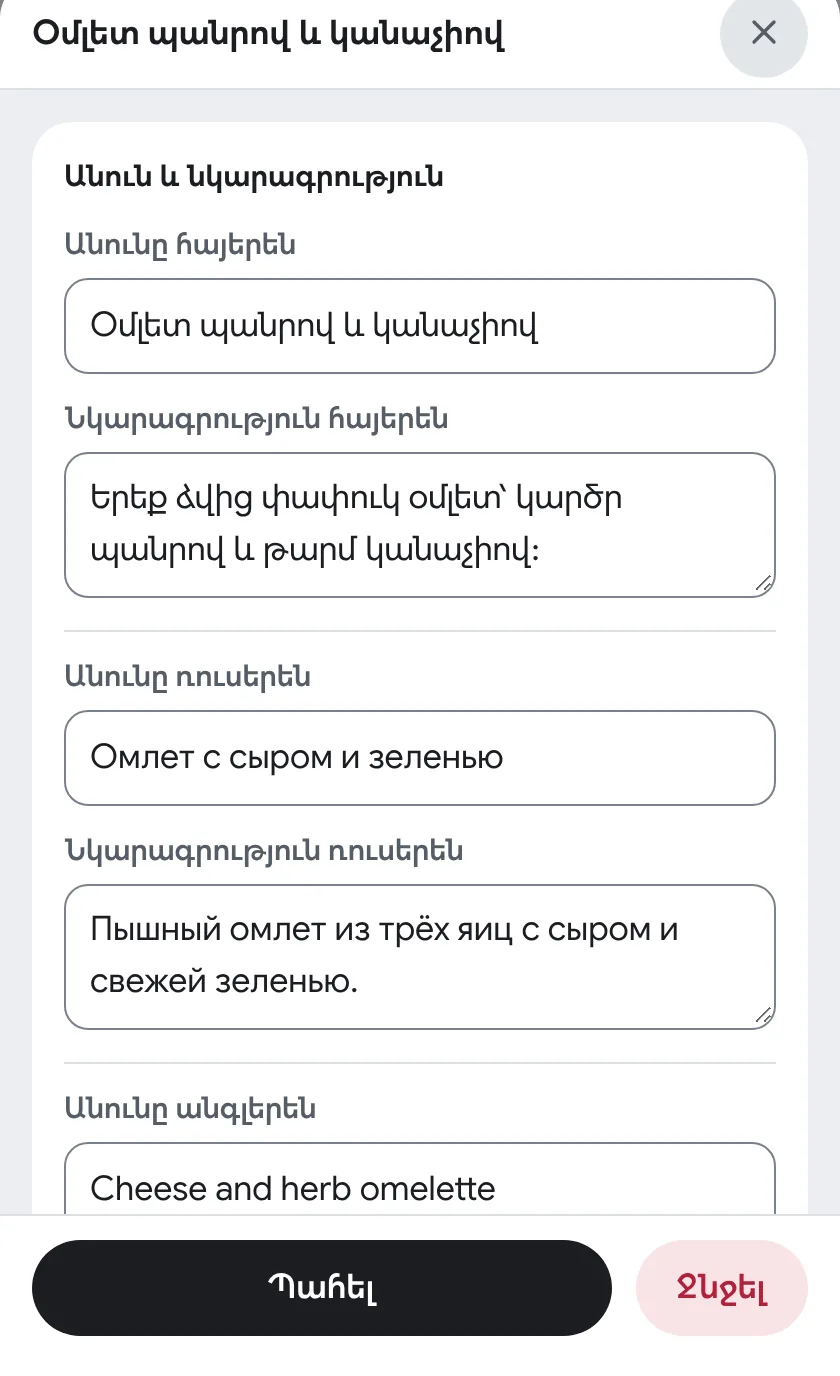 Օմլետ պանրով և կանաչիով
Անուն և նկարագրություն
Անունը հայերեն
Օմլետ պանրով և կանաչիով
Նկարագրություն հայերեն
Երեք ձվից փափուկ օմլետ՝ կարծր
պանրով և թարմ կանաչիով։
Անունը ռուսերեն
Омлет с сыром и зеленью
Նկարագրություն ռուսերեն
Пышный омлет из трёх яиц с сыром и
свежей зеленью.
Անունը անգլերեն
Cheese and herb omelette
Պահել
Ջնջել